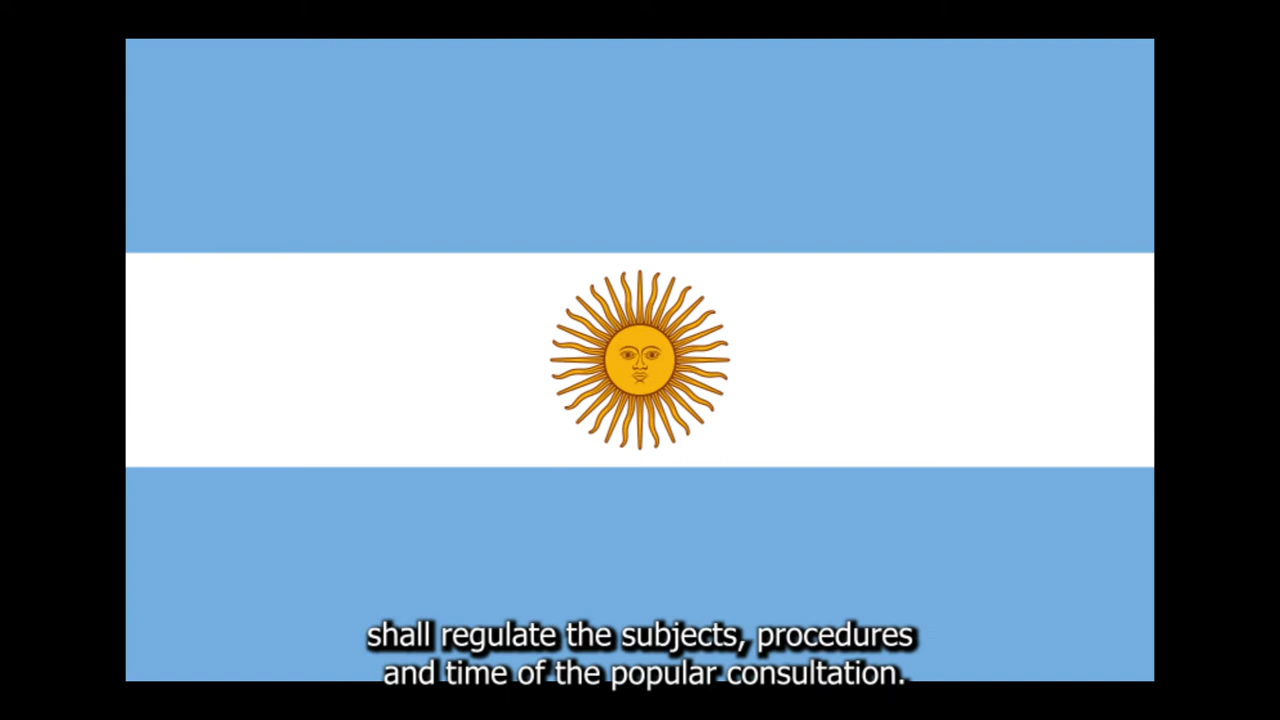 shall regulate the subjects, procedures
and time of the popular consultation.